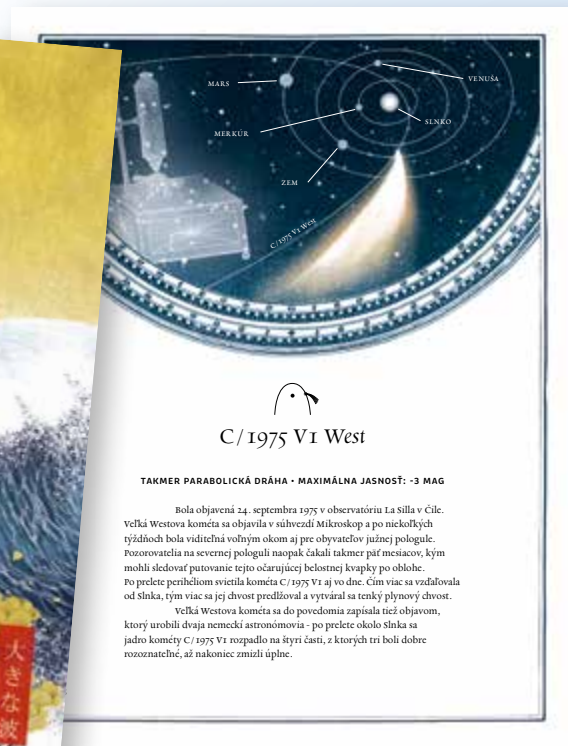 MARS
VENUŠA
SLNKO
MERKÚR
ZEM
C/1975 V1 West
C/1975 V1 West
TAKMER PARABOLICKÁ DRÁHA • MAXIMÁLNA JASNOSŤ: -3 MAG
Bola objavená 24. septembra 1975 v observatóriu La Silla v Čile.
Veľká Westova kométa sa objavila v súhvezdí Mikroskop a po niekoľkých
týždňoch bola viditeľná voľným okom aj pre obyvateľov južnej pologule.
Pozorovatelia na severnej pologuli naopak čakali takmer päť mesiacov, kým
mohli sledovať putovanie tejto očarujúcej belostnej kvapky po oblohe.
Po prelete perihéliom svietila kométa C/1975 V1 aj vo dne. Čím viac sa vzďaľovala
od Slnka, tým viac sa jej chvost predlžoval a vytváral sa tenký plynový chvost.
Veľká Westova kométa sa do povedomia zapísala tiež objavom,
ktorý urobili dvaja nemeckí astronómovia - po prelete okolo Slnka sa
jadro kométy C/1975 V1 rozpadlo na štyri časti, z ktorých tri boli dobre
rozoznateľné, až nakoniec zmizli úplne.
大きな波